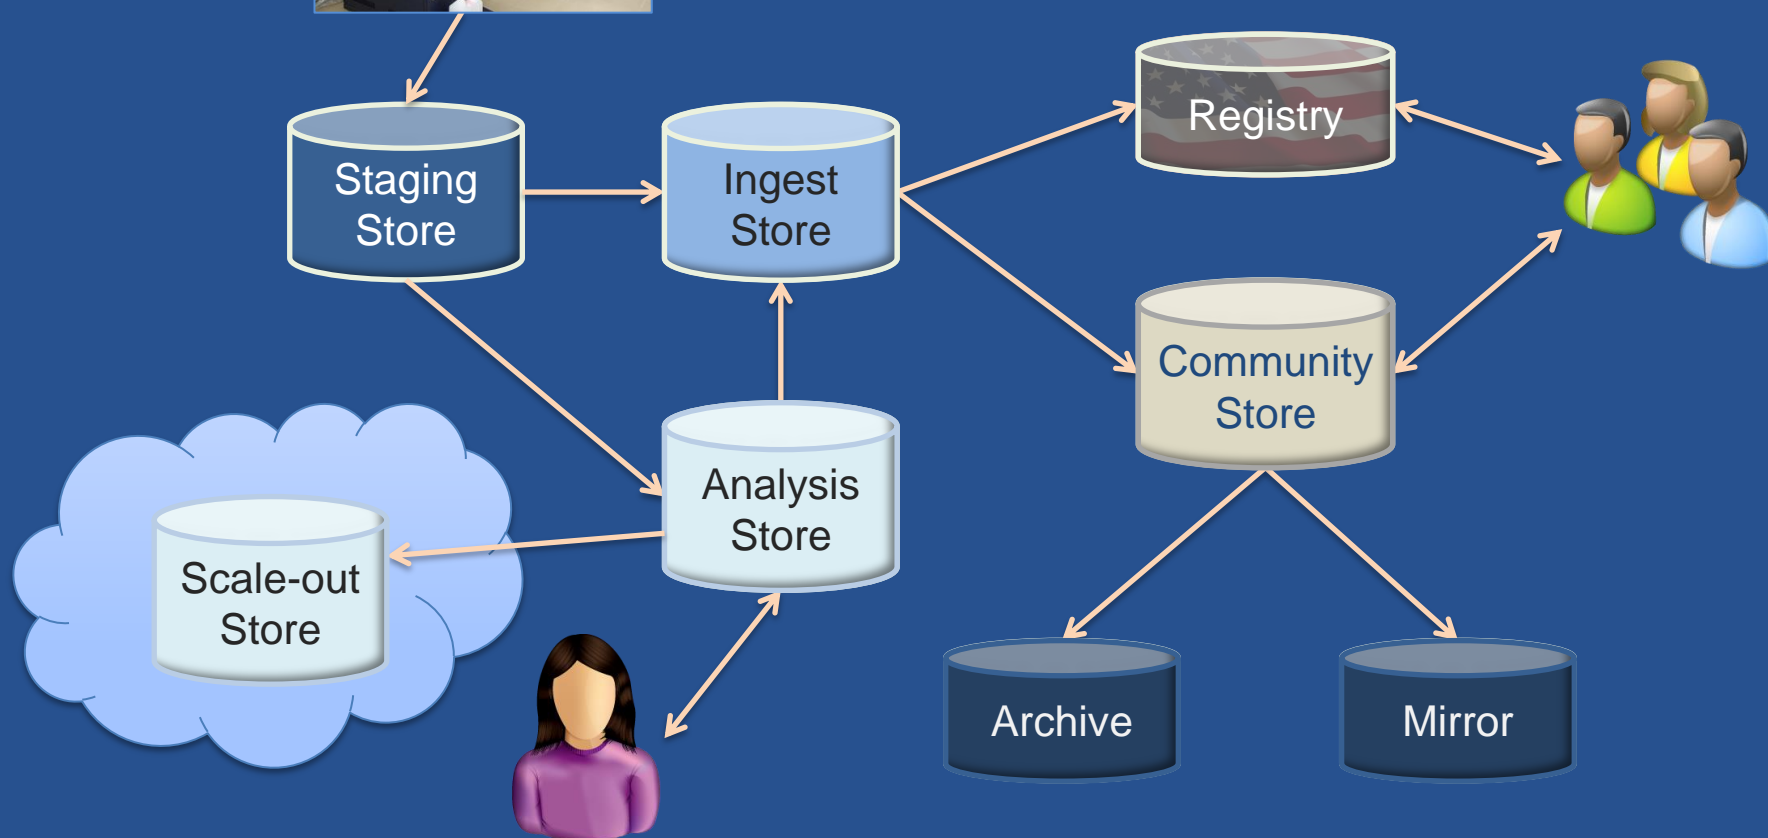 Staging
Store
Ingest
Store
Registry
Community
Store
Analysis
Store
Scale-out
Store
Archive
Mirror